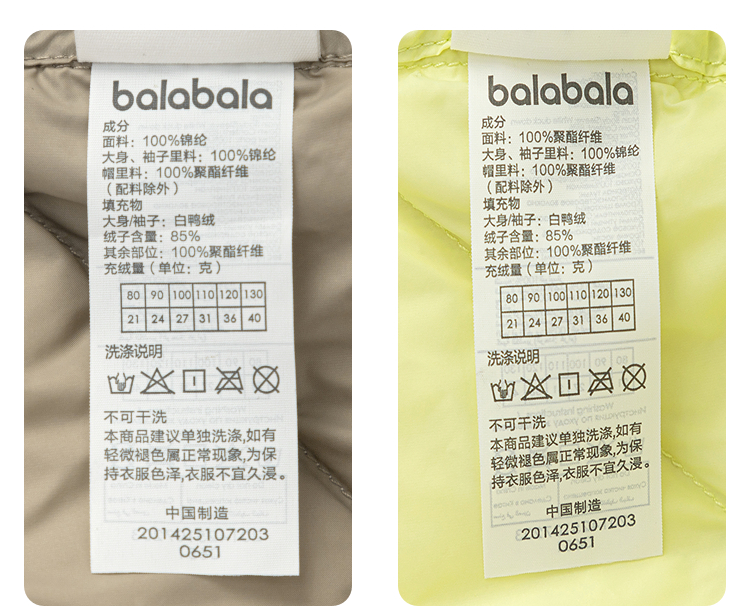 balabala
成分
面料：100%锦纶
大身、袖子里料：100%锦纶
帽里料：100%聚酯纤维
（配料除外）
填充物
大身/袖子：白鸭绒
绒子含量：85%
其余部位：100%聚酯纤维
充绒量（单位：克）
80 90 100 110 120 130
21 24 27 31 36 40
洗涤说明
不可干洗
本商品建议单独洗涤,如有
轻微褪色属正常现象,为保
持衣服色泽,衣服不宜久浸。
中国制造
201425107203
0651
balabala
成分
面料：100%聚酯纤维
大身、袖子里料：100%锦纶
帽里料：100%聚酯纤维
（配料除外）
填充物
大身/袖子：白鸭绒
绒子含量：85%
其余部位：100%聚酯纤维
充绒量（单位：克）
80 90 100 110 120 130
21 24 27 31 36 40
洗涤说明
不可干洗
本商品建议单独洗涤,如有
轻微褪色属正常现象,为保
持衣服色泽,衣服不宜久浸。
中国制造
201425107203
0651